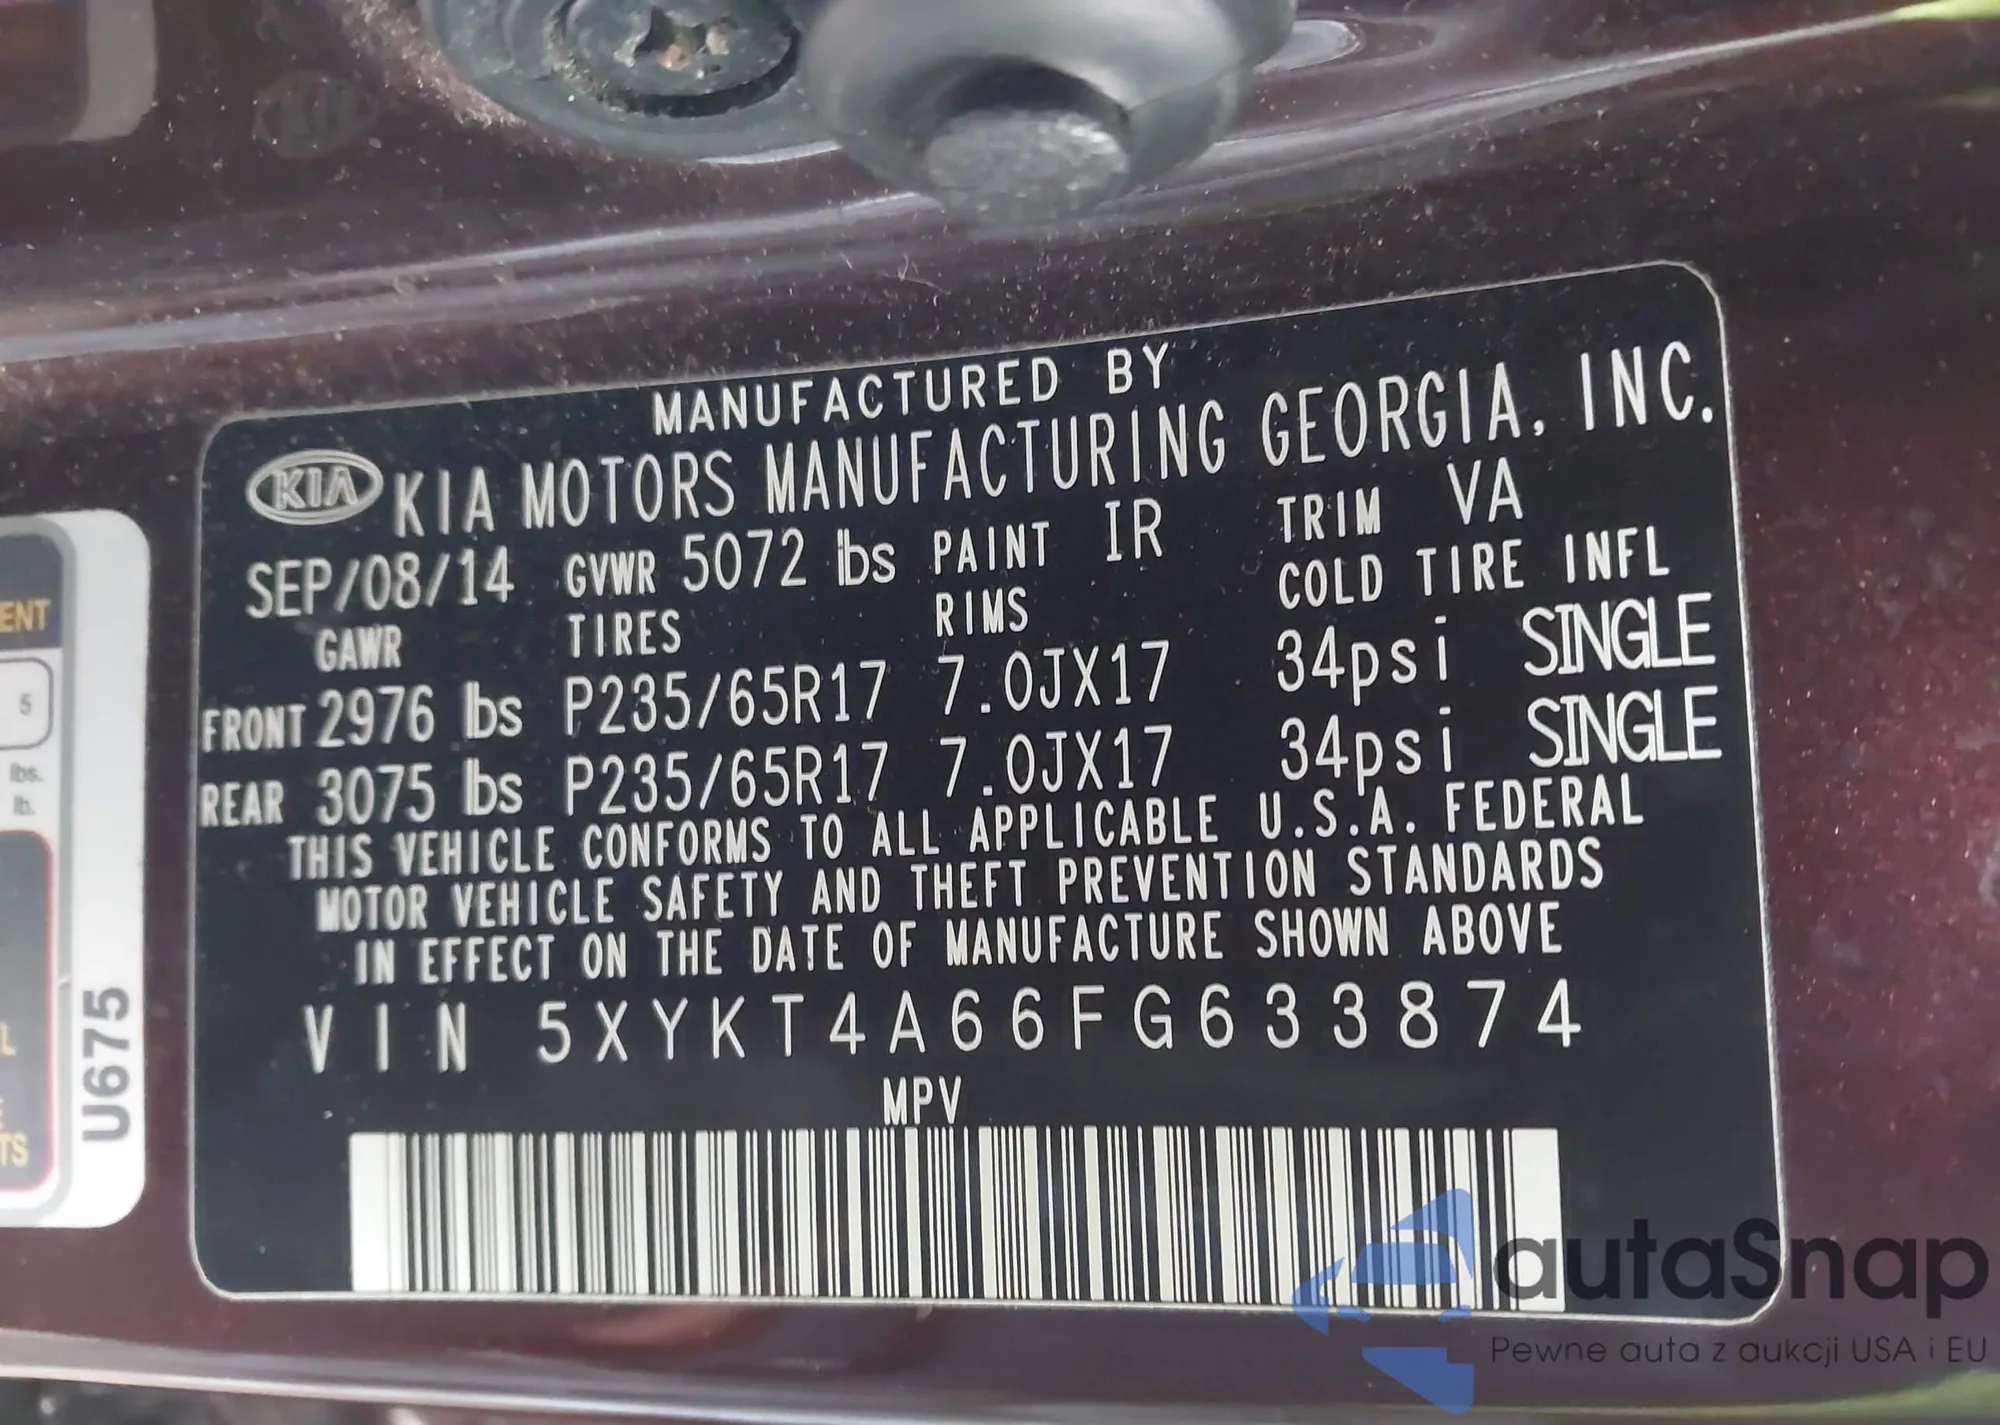 MANUFACTURED BY
KIA KIA MOTORS MANUFACTURING GEORGIA, INC.
SEP/08/14 GVWR 5072 lbs PAINT IR TRIM VA
GAWR TIRES RIMS COLD TIRE INFL
FRONT 2976 lbs P235/65R17 7.0JX17 34psi SINGLE
REAR 3075 lbs P235/65R17 7.0JX17 34psi SINGLE
THIS VEHICLE CONFORMS TO ALL APPLICABLE U.S.A. FEDERAL
MOTOR VEHICLE SAFETY AND THEFT PREVENTION STANDARDS
IN EFFECT ON THE DATE OF MANUFACTURE SHOWN ABOVE
VIN 5XYKT4A66FG633874
MPV
5
lbs.
lb.
U675
autaSnap
Pewne auta z aukcji USA i EU